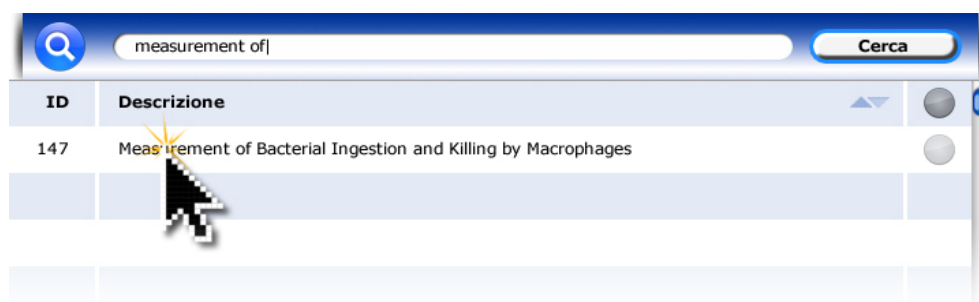 measurement of
Cerca
ID Descrizione
147 Measurement of Bacterial Ingestion and Killing by Macrophages